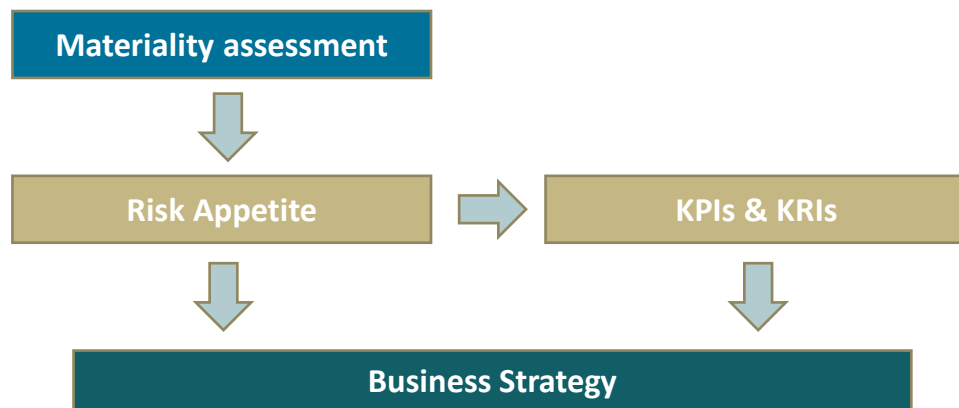 Materiality assessment
Risk Appetite
KPIs & KRIs
Business Strategy